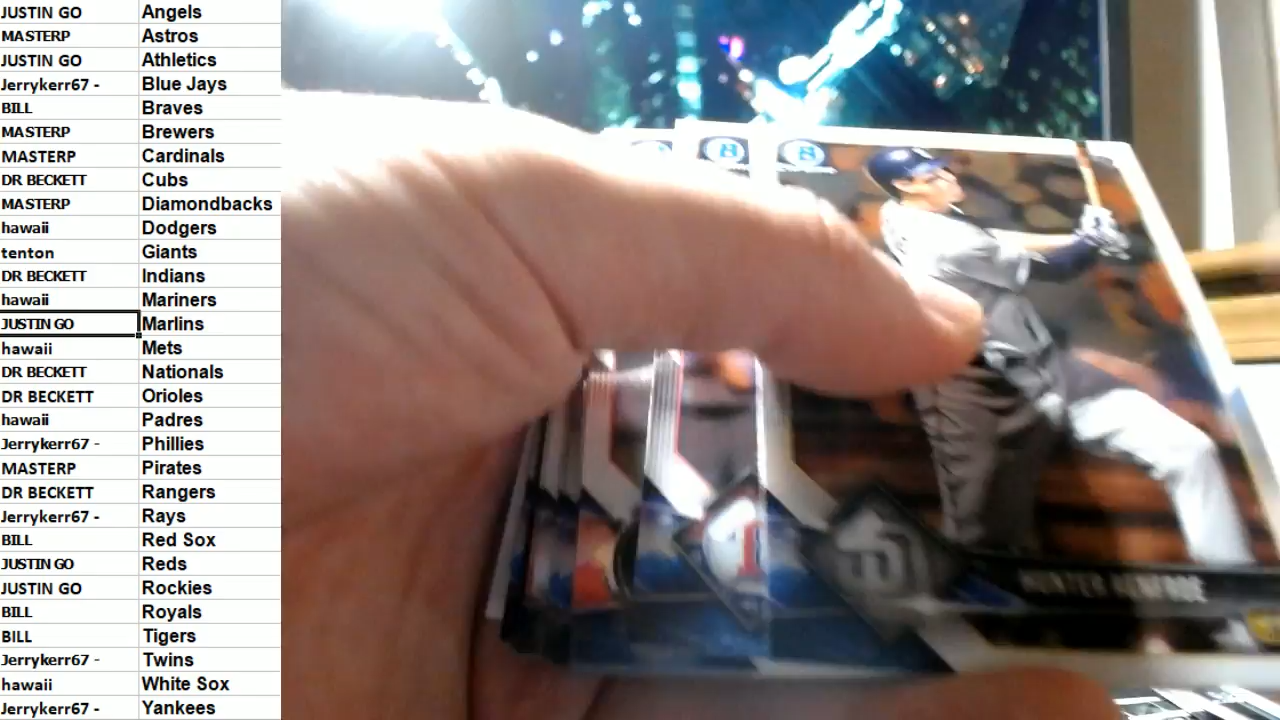 JUSTIN GO Angels
MASTERP Astros
JUSTIN GO Athletics
Jerrykerr67 - Blue Jays
BILL Braves
MASTERP Brewers
MASTERP Cardinals
DR BECKETT Cubs
MASTERP Diamondbacks
hawaii Dodgers
tenton Giants
DR BECKETT Indians
hawaii Mariners
JUSTIN GO Marlins
hawaii Mets
DR BECKETT Nationals
DR BECKETT Orioles
hawaii Padres
Jerrykerr67 - Phillies
MASTERP Pirates
DR BECKETT Rangers
Jerrykerr67 - Rays
BILL Red Sox
JUSTIN GO Reds
JUSTIN GO Rockies
BILL Royals
BILL Tigers
Jerrykerr67 - Twins
hawaii White Sox
Jerrykerr67 - Yankees
HUNTER RENFROE